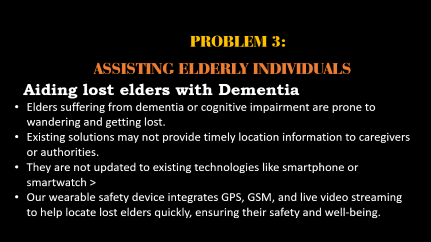 PROBLEM 3:
ASSISTING ELDERLY INDIVIDUALS
Aiding lost elders with Dementia
• Elders suffering from dementia or cognitive impairment are prone to
wandering and getting lost.
• Existing solutions may not provide timely location information to caregivers
or authorities.
• They are not updated to existing technologies like smartphone or
smartwatch >
• Our wearable safety device integrates GPS, GSM, and live video streaming
to help locate lost elders quickly, ensuring their safety and well-being.